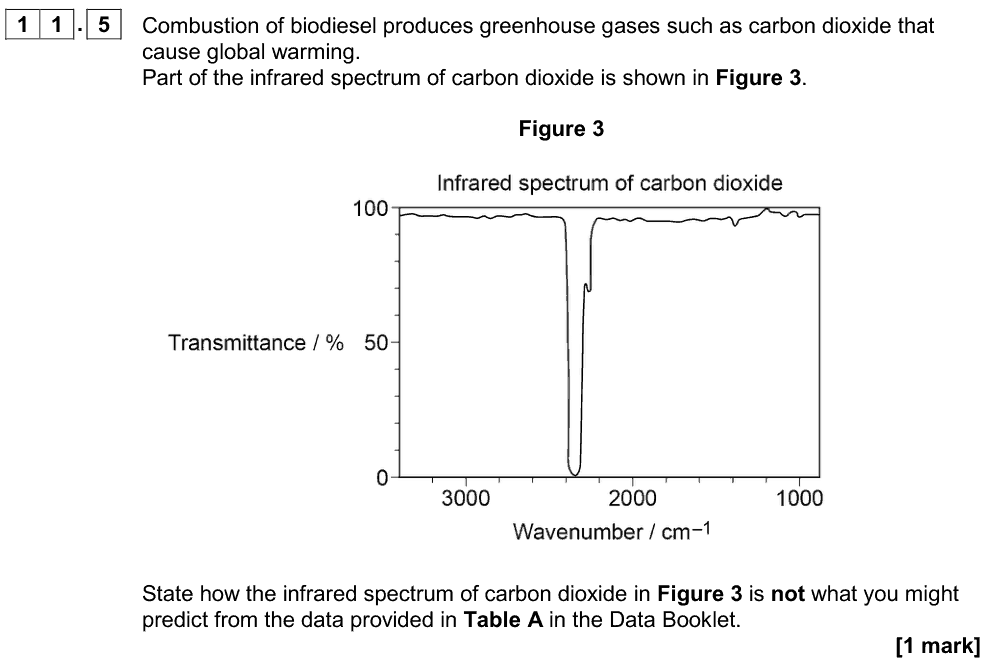 1 1 . 5 Combustion of biodiesel produces greenhouse gases such as carbon dioxide that
cause global warming.
Part of the infrared spectrum of carbon dioxide is shown in Figure 3.
Figure 3
Infrared spectrum of carbon dioxide
100
Transmittance / % 50
0
3000 2000 1000
Wavenumber / cm−1
State how the infrared spectrum of carbon dioxide in Figure 3 is not what you might
predict from the data provided in Table A in the Data Booklet.
[1 mark]